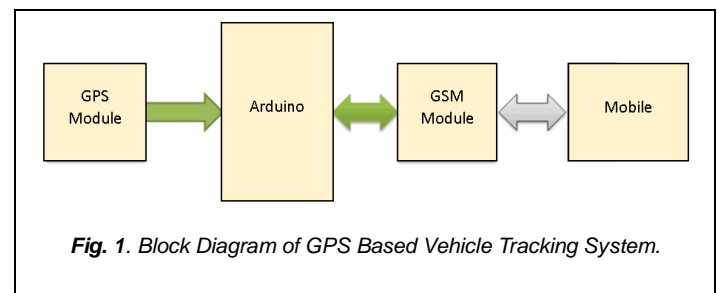 GPS
Module
Arduino
GSM
Module
Mobile
Fig. 1. Block Diagram of GPS Based Vehicle Tracking System.